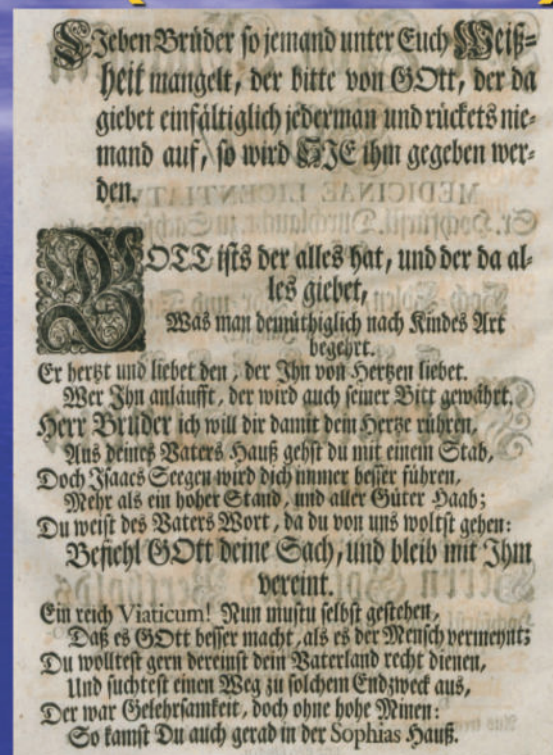 LJeben Brüder so jemand unter Euch Weiß=
heit mangelt, der bitte von GOtt, der da
giebet einfältiglich jederman und rückets nie=
mand auf, so wird SJE ihm gegeben wer=
den.
MEDICINAE LICENTIAT
GOTT ists der alles hat, und der da al=
les giebet,
Was man demüthiglich nach Kindes Art
begehrt.
Er hertzt und liebet den, der Ihn von Hertzen liebet.
Wer Ihn anläufft, der wird auch seiner Bitt gewährt.
Herr Bruder ich will dir damit dein Hertze rühren,
Aus deines Vaters Hauß gehst du mit einem Stab,
Doch Isaacs Seegen wird dich immer besser führen,
Mehr als ein hoher Stand, und aller Güter Haab;
Du weist des Vaters Wort, da du von uns woltst gehen:
Befiehl GOtt deine Sach, und bleib mit Ihm
vereint.
Ein reich Viaticum! Nun mustu selbst gestehen,
Daß es GOtt besser macht, als es der Mensch vermeynt;
Du wolltest gern dereinst dein Vaterland recht dienen,
Und suchtest einen Weg zu solchem Endzweck aus,
Der war Gelehrsamkeit, doch ohne hohe Minen:
So kamst Du auch gerad in der Sophias Hauß.